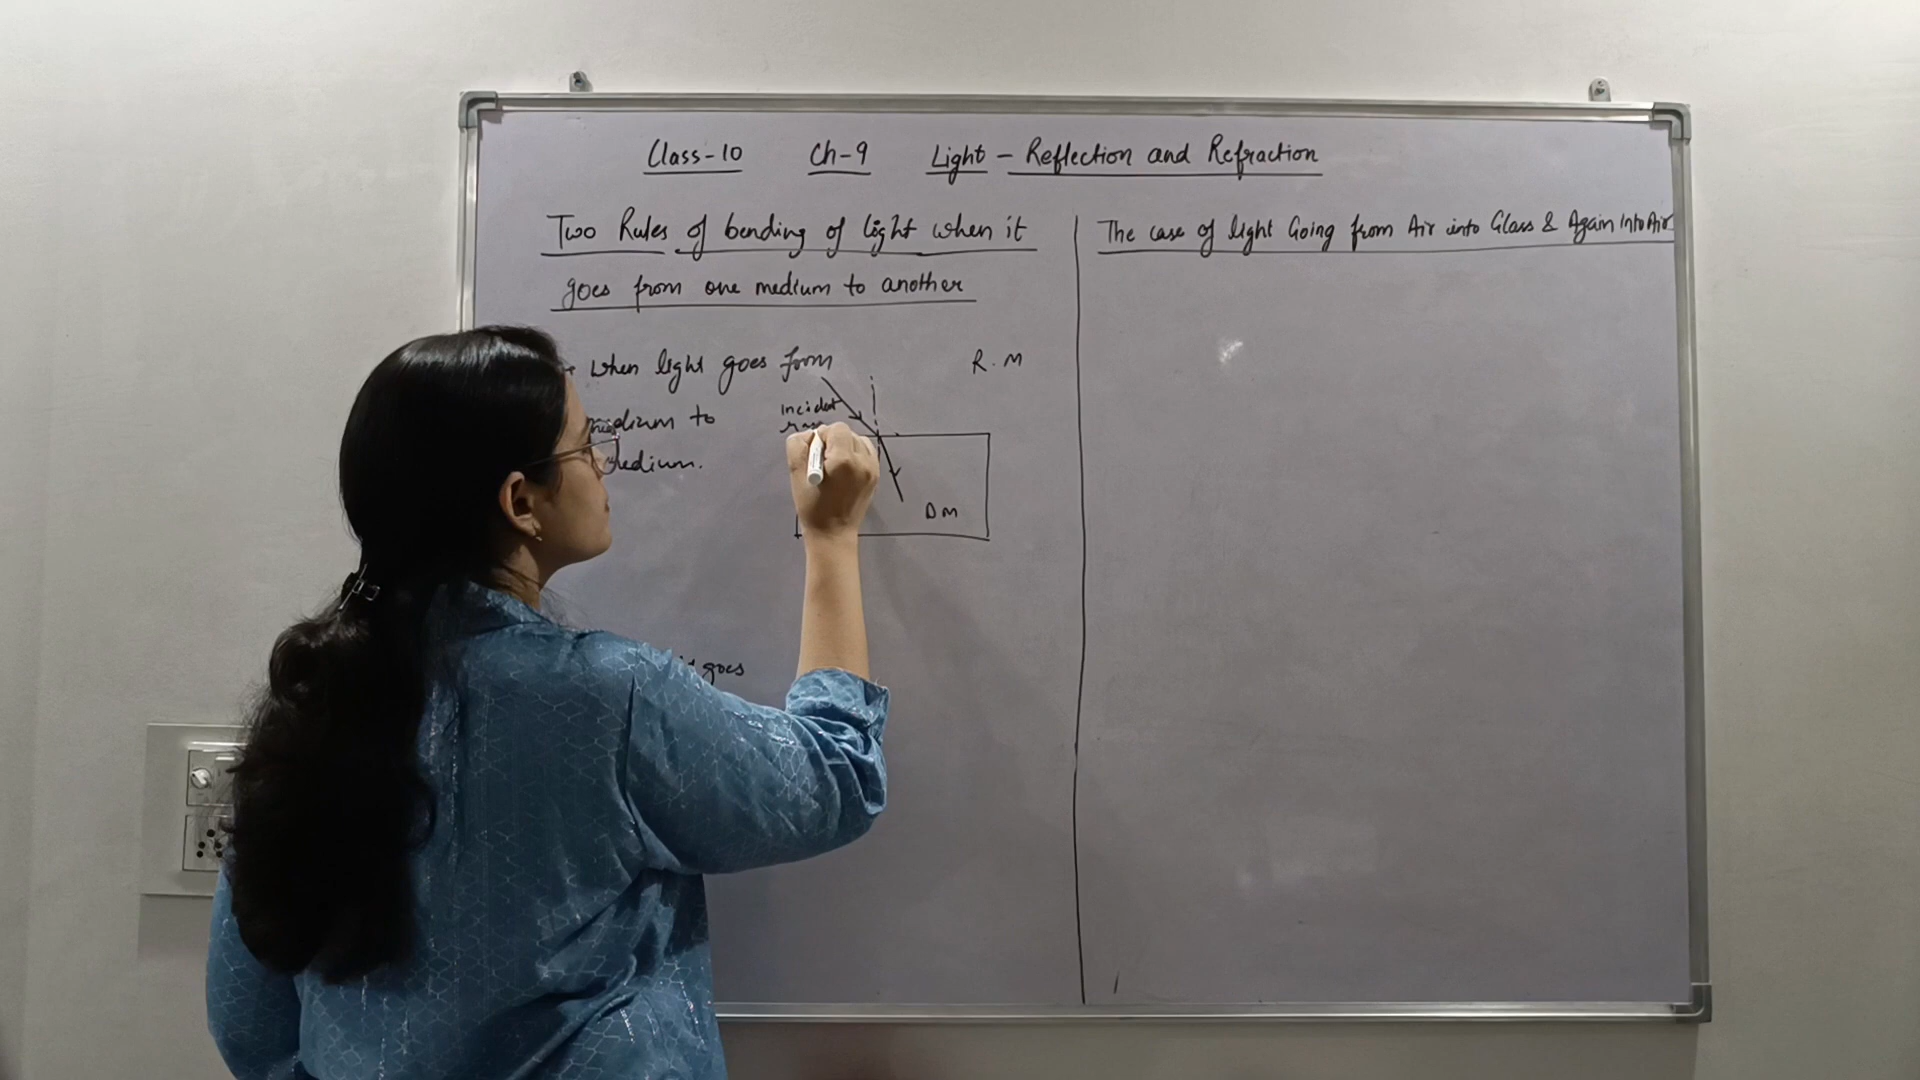 Class-10 Ch-9 Light - Reflection and Refraction
Two Rules of bending of light when it
goes from one medium to another
when light goes from
medium to
medium.
R.M
Incident
DM
goes
The case of light Going from Air into Glass & Again Into Air